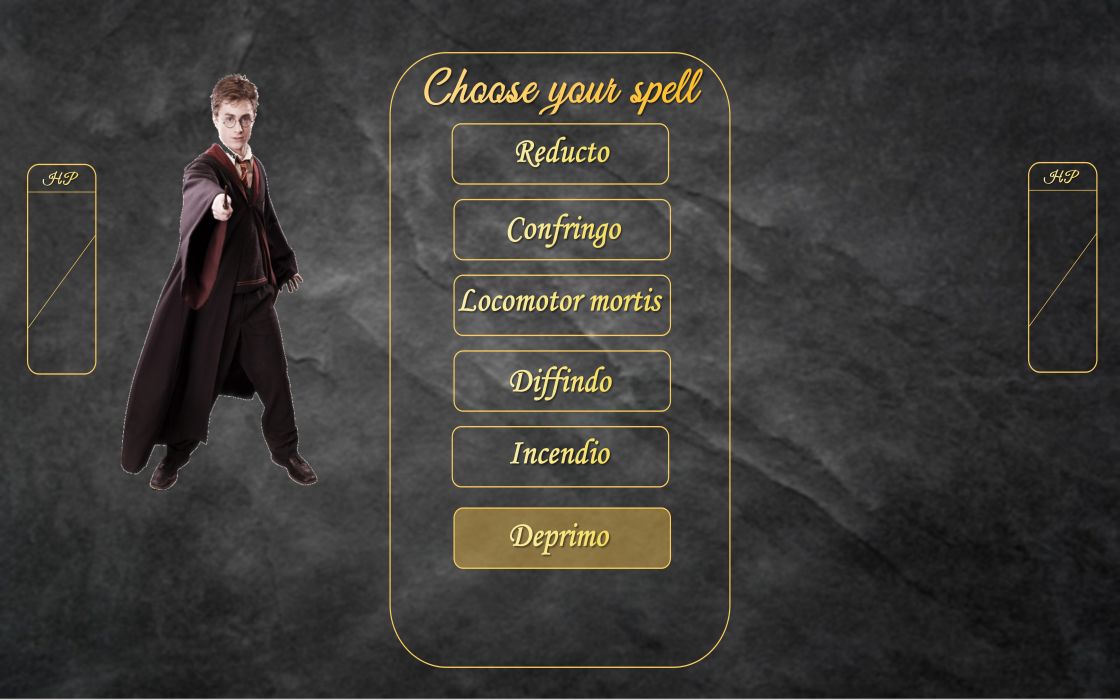 Choose your spell
HP
Reducto
HP
Confringo
Locomotor mortis
Diffindo
Incendio
Deprimo